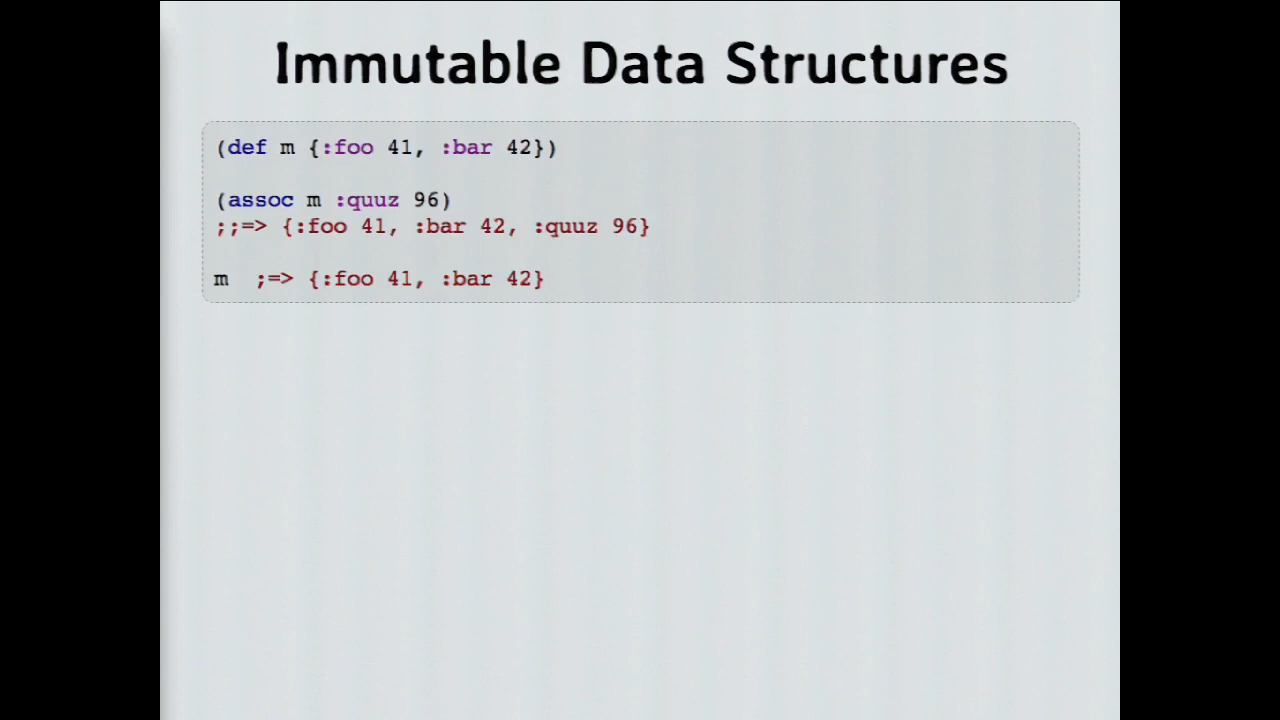 Immutable Data Structures
(def m {:foo 41, :bar 42})
(assoc m :quuz 96)
;;=> {:foo 41, :bar 42, :quuz 96}
m  ;=> {:foo 41, :bar 42}